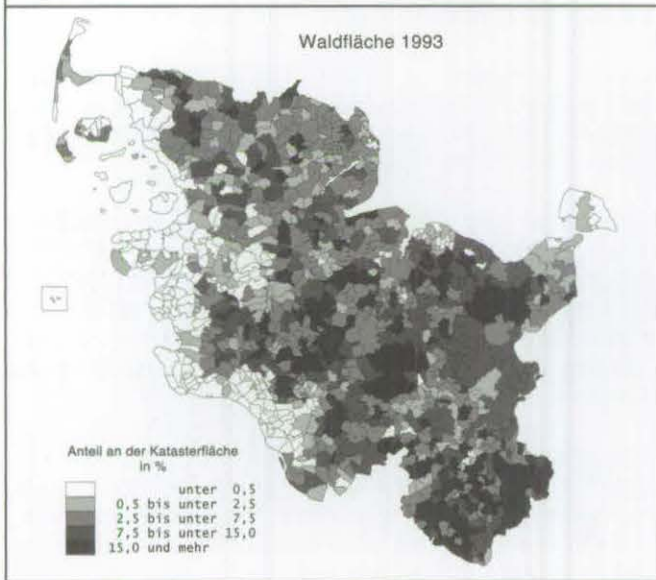 Waldfläche 1993
Anteil an der Katasterfläche
in %
unter 0,5
0,5 bis unter 2,5
2,5 bis unter 7,5
7,5 bis unter 15,0
15,0 und mehr